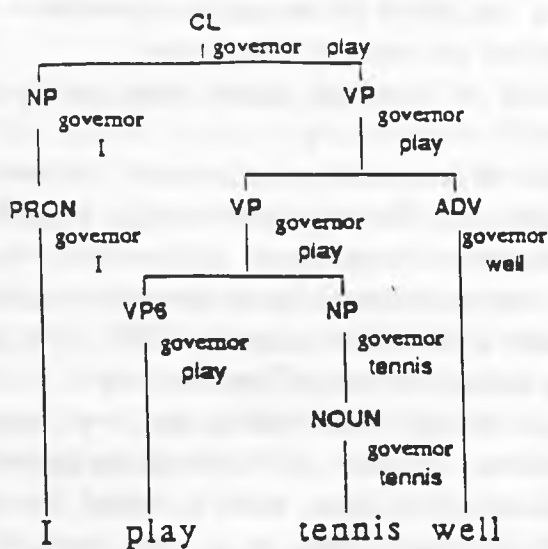 CL
governor play
NP VP
governor governor
I play
PRON VP ADV
governor governor governor
I play well
VP6 NP
governor governor
play tennis
NOUN
governor
tennis
I play tennis well